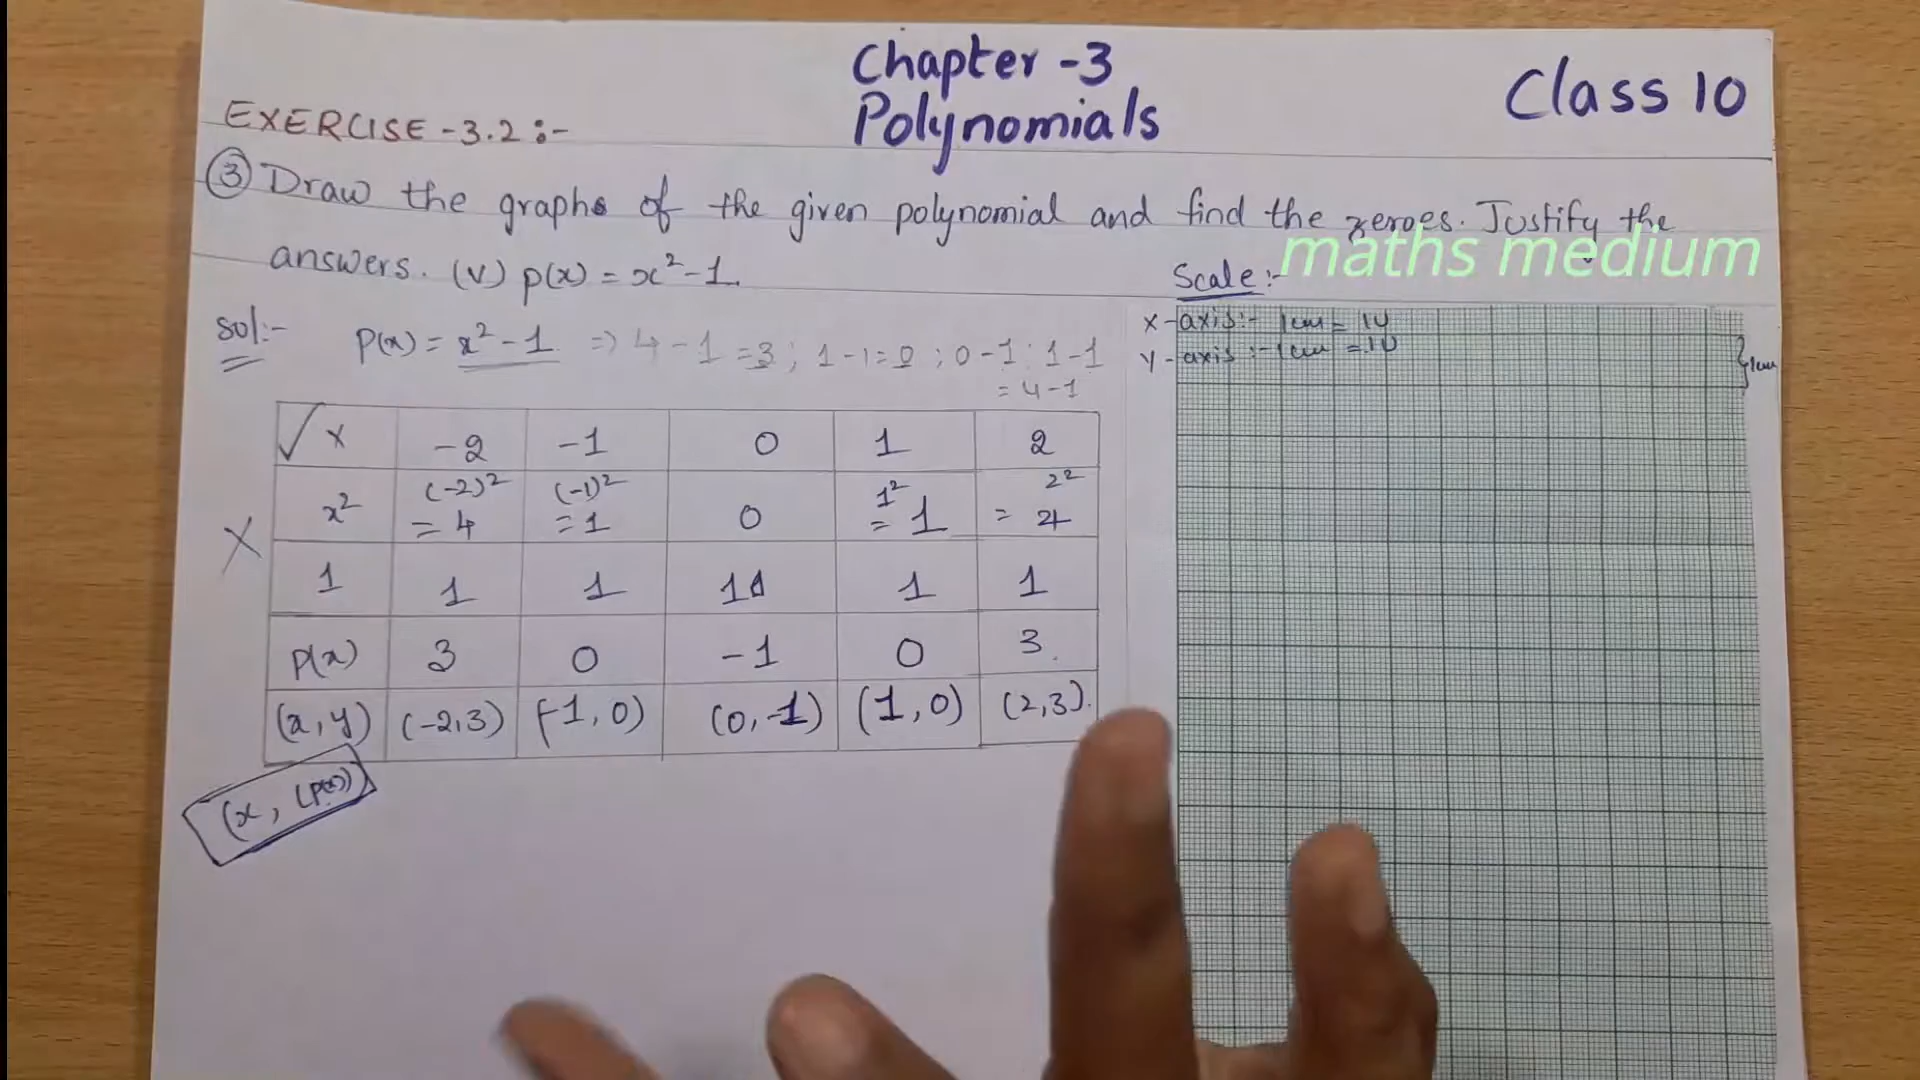 Chapter -3
Polynomials
Class 10
EXERCISE -3.2 :-
③ Draw the graphs of the given polynomial and find the zeroes. Justify the
answers. (v) p(x) = x² - 1.
maths medium
Scale :-
X-axis :- 1cm = 1U
Y-axis :- 1cm = 1U
1cm
Sol:- P(x) = x² - 1 => 4 - 1 = 3 ; 1 - 1 = 0 ; 0 - 1 ; 1 - 1
= 4 - 1
√ x -2 -1 0 1 2
x² (-2)² = 4 (-1)² = 1 0 1² = 1 2² = 4
X
1 1 1 1 1 1
p(x) 3 0 -1 0 3.
(x, y) (-2,3) (-1, 0) (0, -1) (1, 0) (2,3).
(x, (p(x))